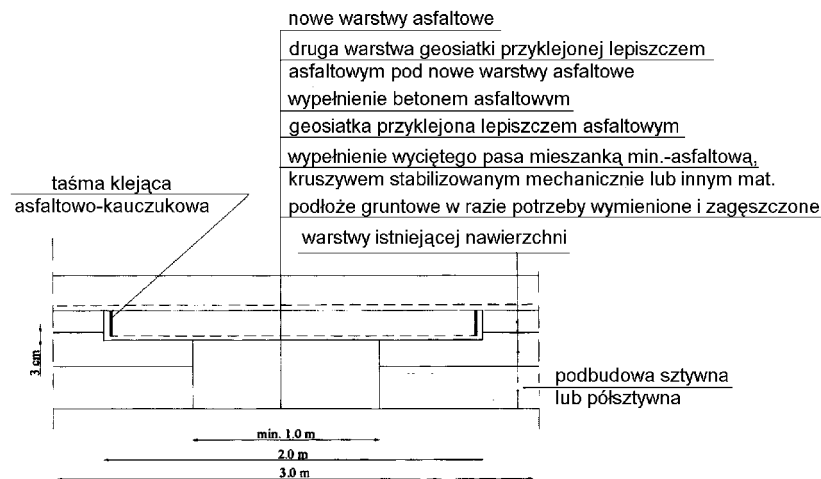 nowe warstwy asfaltowe
druga warstwa geosiatki przyklejonej lepiszczem
asfaltowym pod nowe warstwy asfaltowe
wypełnienie betonem asfaltowym
geosiatka przyklejona lepiszczem asfaltowym
wypełnienie wyciętego pasa mieszanką min.-asfaltową,
kruszywem stabilizowanym mechanicznie lub innym mat.
podłoże gruntowe w razie potrzeby wymienione i zagęszczone
warstwy istniejącej nawierzchni
taśma klejąca
asfaltowo-kauczukowa
3 cm
podbudowa sztywna
lub półsztywna
min. 1.0 m
2.0 m
3.0 m